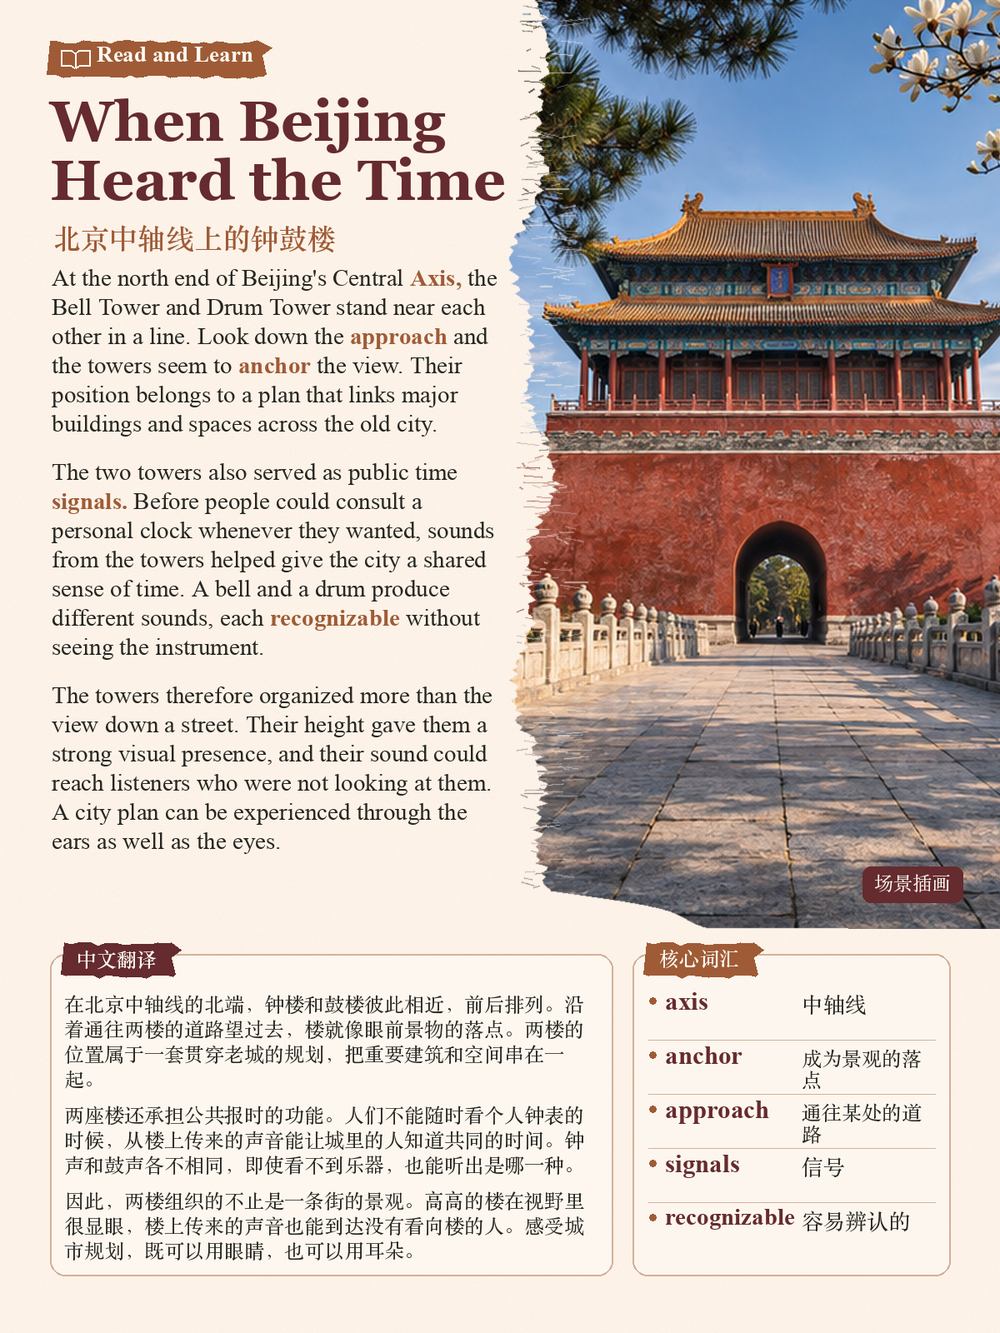 Read and Learn
When Beijing
Heard the Time
北京中轴线上的钟鼓楼
At the north end of Beijing's Central Axis, the
Bell Tower and Drum Tower stand near each
other in a line. Look down the approach and
the towers seem to anchor the view. Their
position belongs to a plan that links major
buildings and spaces across the old city.
The two towers also served as public time
signals. Before people could consult a
personal clock whenever they wanted, sounds
from the towers helped give the city a shared
sense of time. A bell and a drum produce
different sounds, each recognizable without
seeing the instrument.
The towers therefore organized more than the
view down a street. Their height gave them a
strong visual presence, and their sound could
reach listeners who were not looking at them.
A city plan can be experienced through the
ears as well as the eyes.
场景插画
中文翻译
在北京中轴线的北端，钟楼和鼓楼彼此相近，前后排列。沿
着通往两楼的道路望过去，楼就像眼前景物的落点。两楼的
位置属于一套贯穿老城的规划，把重要建筑和空间串在一
起。
两座楼还承担公共报时的功能。人们不能随时看个人钟表的
时候，从楼上传来的声音能让城里的人知道共同的时间。钟
声和鼓声各不相同，即使看不到乐器，也能听出是哪一种。
因此，两楼组织的不止是一条街的景观。高高的楼在视野里
很显眼，楼上传来的声音也能到达没有看向楼的人。感受城
市规划，既可以用眼睛，也可以用耳朵。
核心词汇
• axis 中轴线
• anchor 成为景观的落
点
• approach 通往某处的道
路
• signals 信号
• recognizable 容易辨认的